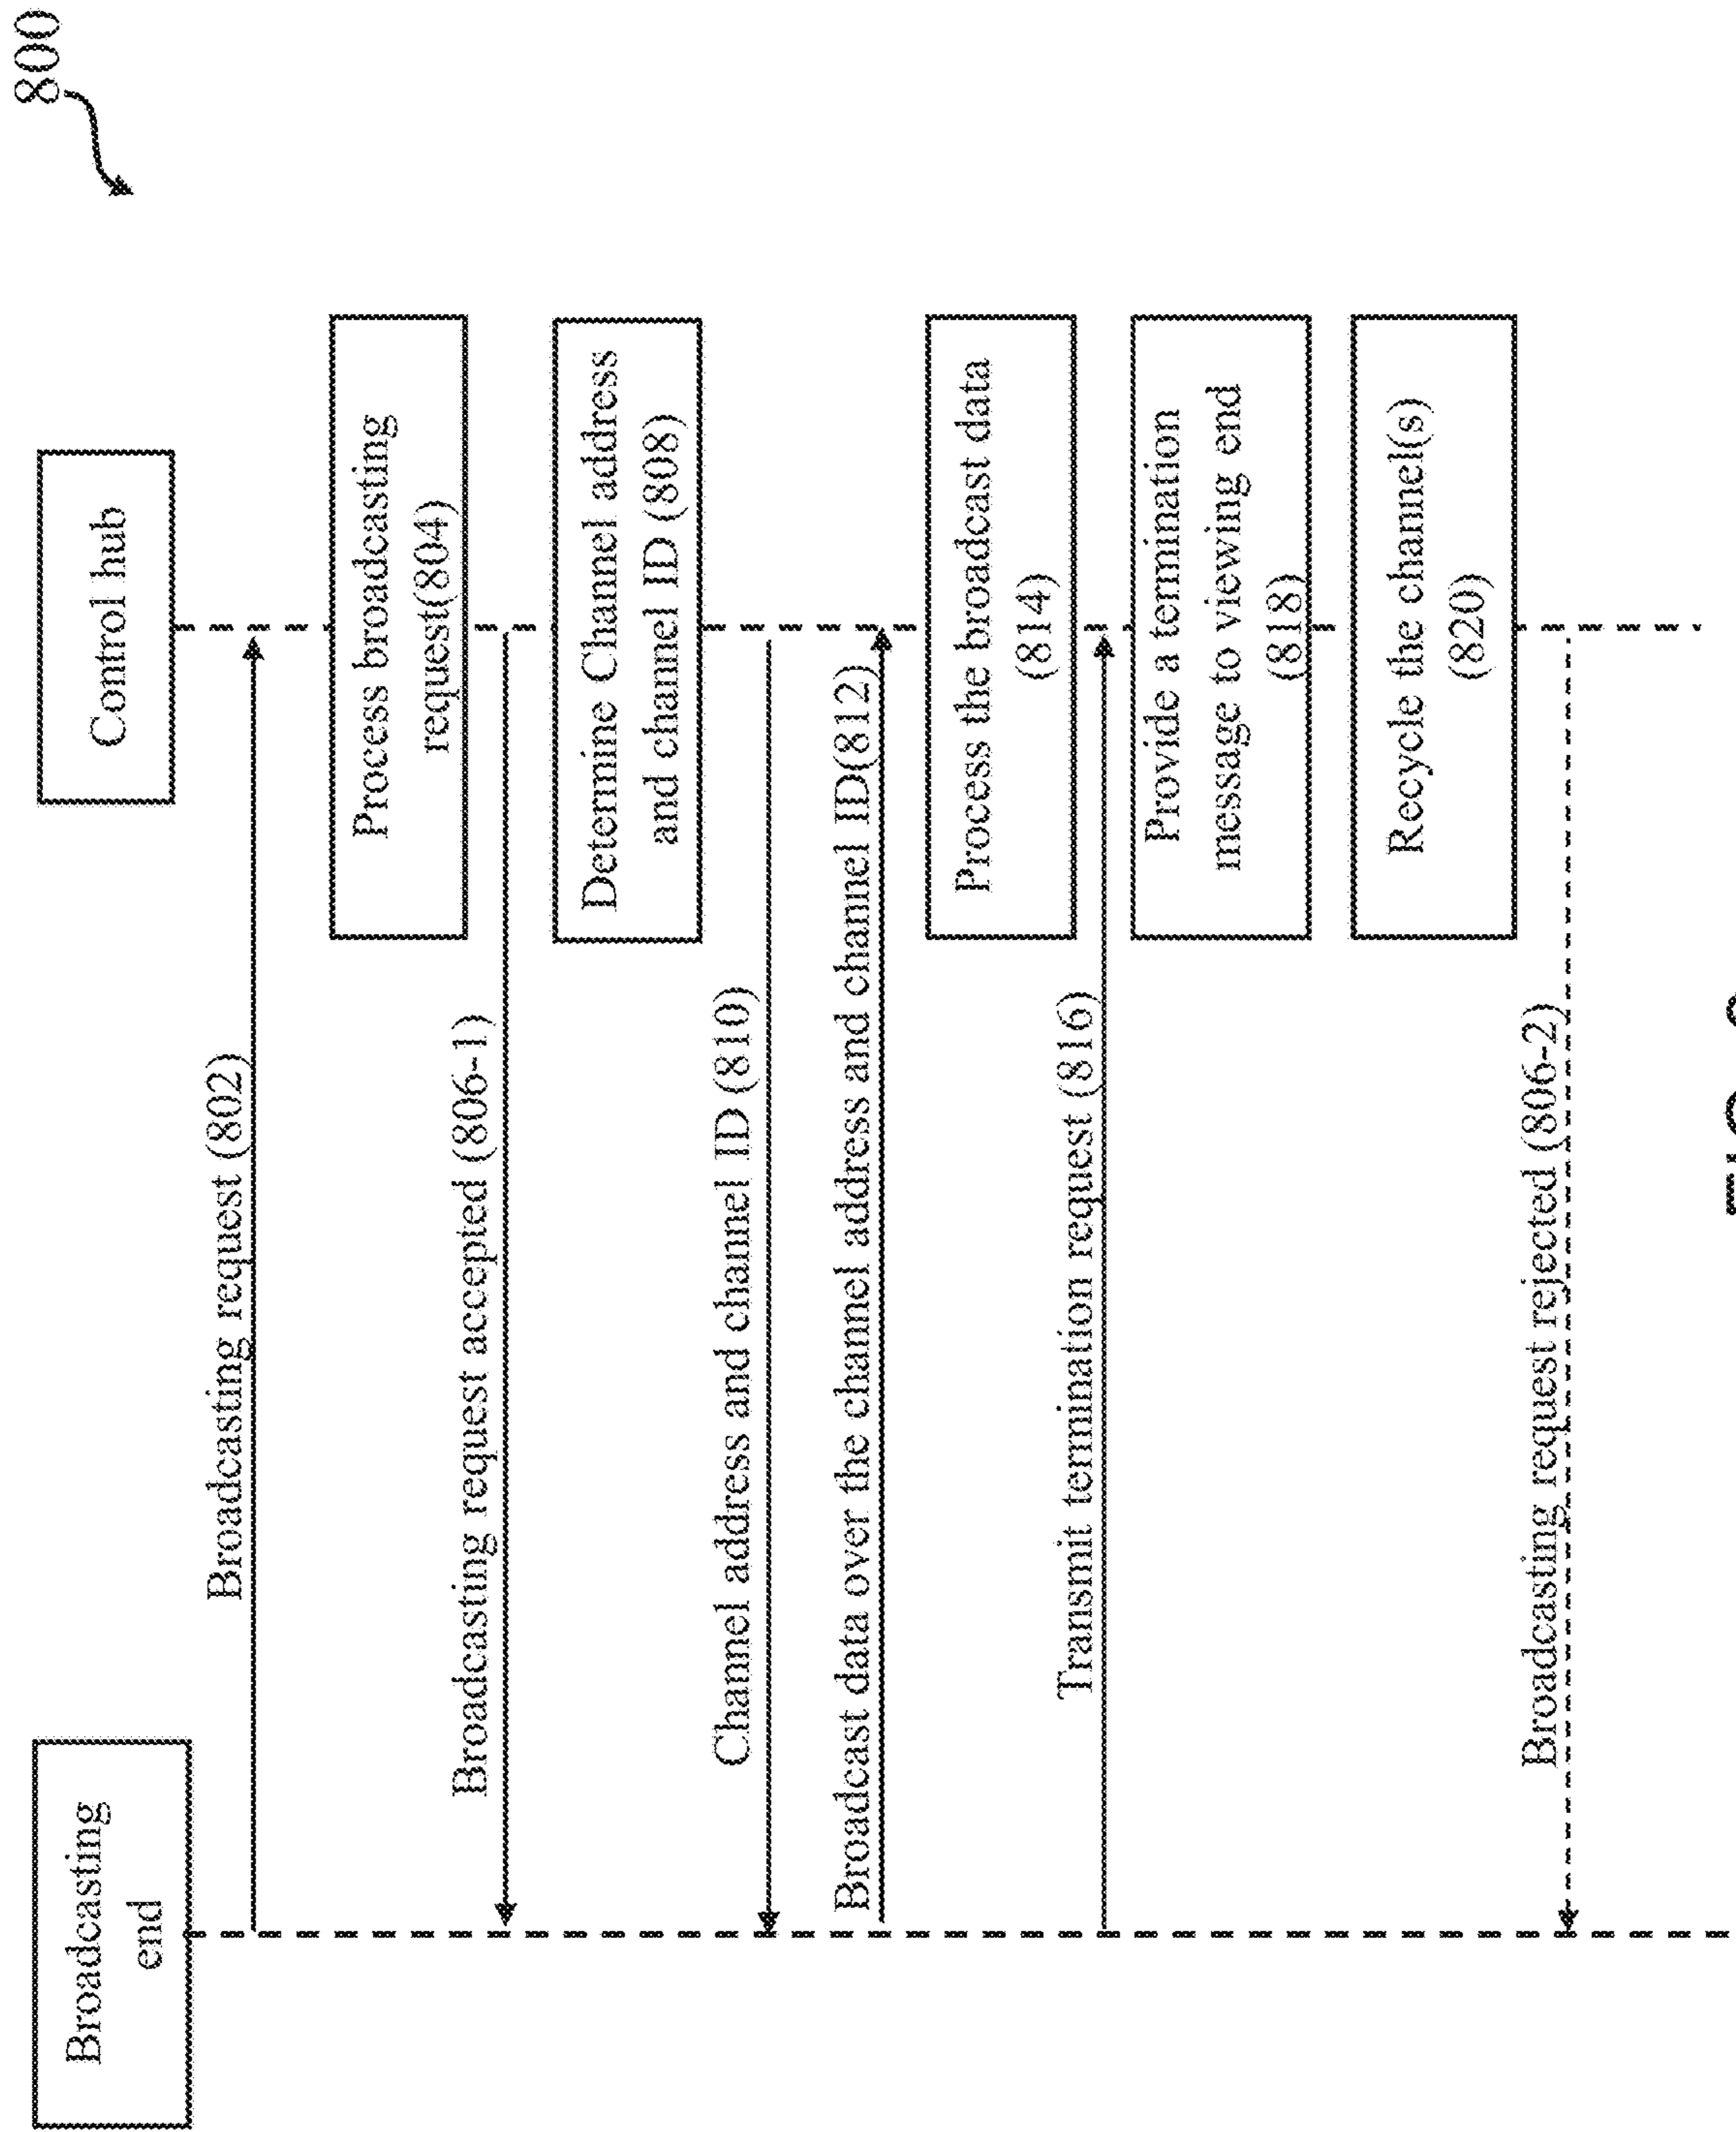 800
Broadcasting
end
Control hub
Broadcasting request (802)
Process broadcasting
request(804)
Broadcasting request accepted (806-1)
Determine Channel address
and channel ID (808)
Channel address and channel ID (810)
Broadcast data over the channel address and channel ID(812)
Process the broadcast data
(814)
Transmit termination request (816)
Provide a termination
message to viewing end
(818)
Recycle the channel(s)
(820)
Broadcasting request rejected (806-2)